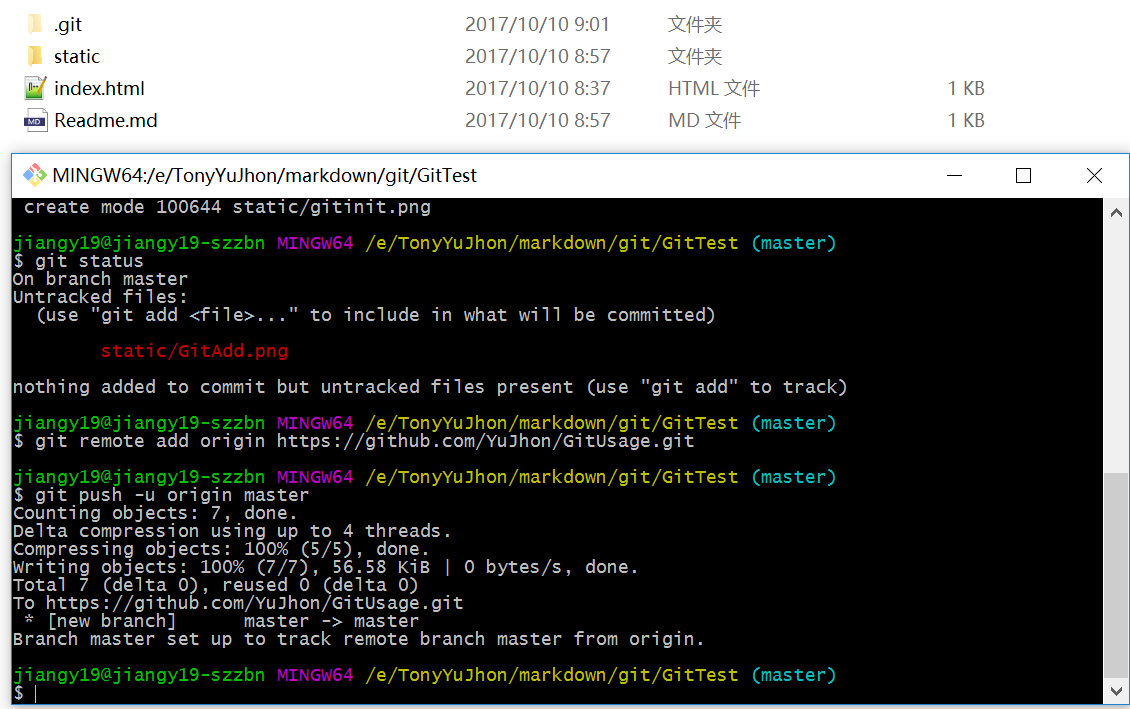 .git 2017/10/10 9:01 文件夹
static 2017/10/10 8:57 文件夹
index.html 2017/10/10 8:37 HTML 文件 1 KB
MD Readme.md 2017/10/10 8:57 MD 文件 1 KB
MINGW64:/e/TonyYuJhon/markdown/git/GitTest
create mode 100644 static/gitinit.png
jiangy19@jiangy19-szzbn MINGW64 /e/TonyYuJhon/markdown/git/GitTest (master)
$ git status
On branch master
Untracked files:
(use "git add <file>..." to include in what will be committed)
static/GitAdd.png
nothing added to commit but untracked files present (use "git add" to track)
jiangy19@jiangy19-szzbn MINGW64 /e/TonyYuJhon/markdown/git/GitTest (master)
$ git remote add origin https://github.com/YuJhon/GitUsage.git
jiangy19@jiangy19-szzbn MINGW64 /e/TonyYuJhon/markdown/git/GitTest (master)
$ git push -u origin master
Counting objects: 7, done.
Delta compression using up to 4 threads.
Compressing objects: 100% (5/5), done.
Writing objects: 100% (7/7), 56.58 KiB | 0 bytes/s, done.
Total 7 (delta 0), reused 0 (delta 0)
To https://github.com/YuJhon/GitUsage.git
* [new branch]      master -> master
Branch master set up to track remote branch master from origin.
jiangy19@jiangy19-szzbn MINGW64 /e/TonyYuJhon/markdown/git/GitTest (master)
$